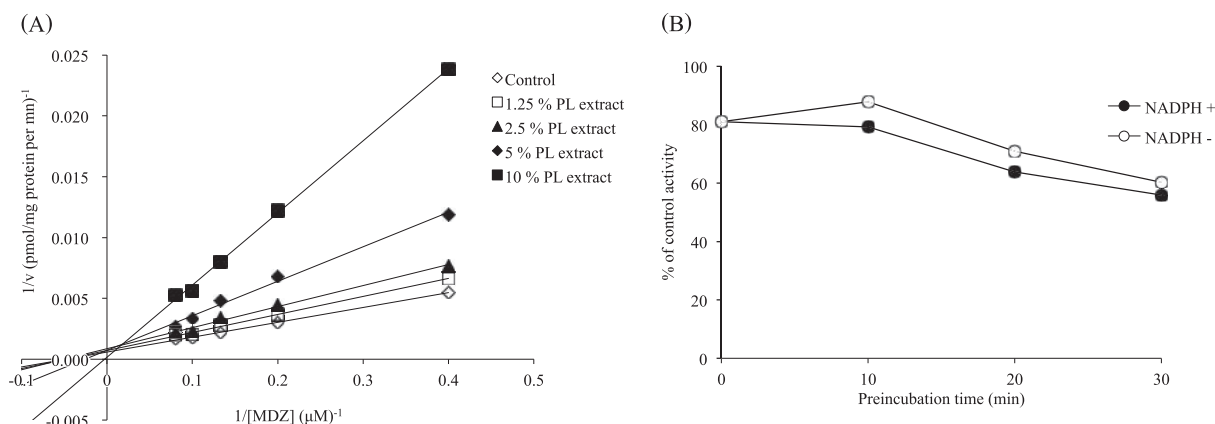 (A)
0.025
0.020
0.015
0.010
0.005
0.000
-0.005
-0.1
0
0.1
0.2
0.3
0.4
0.5
1/v (pmol/mg protein per mn)-1
1/[MDZ] (μM)-1
Control
1.25 % PL extract
2.5 % PL extract
5 % PL extract
10 % PL extract
(B)
100
80
60
40
20
0
0
10
20
30
% of control activity
Preincubation time (min)
NADPH +
NADPH -